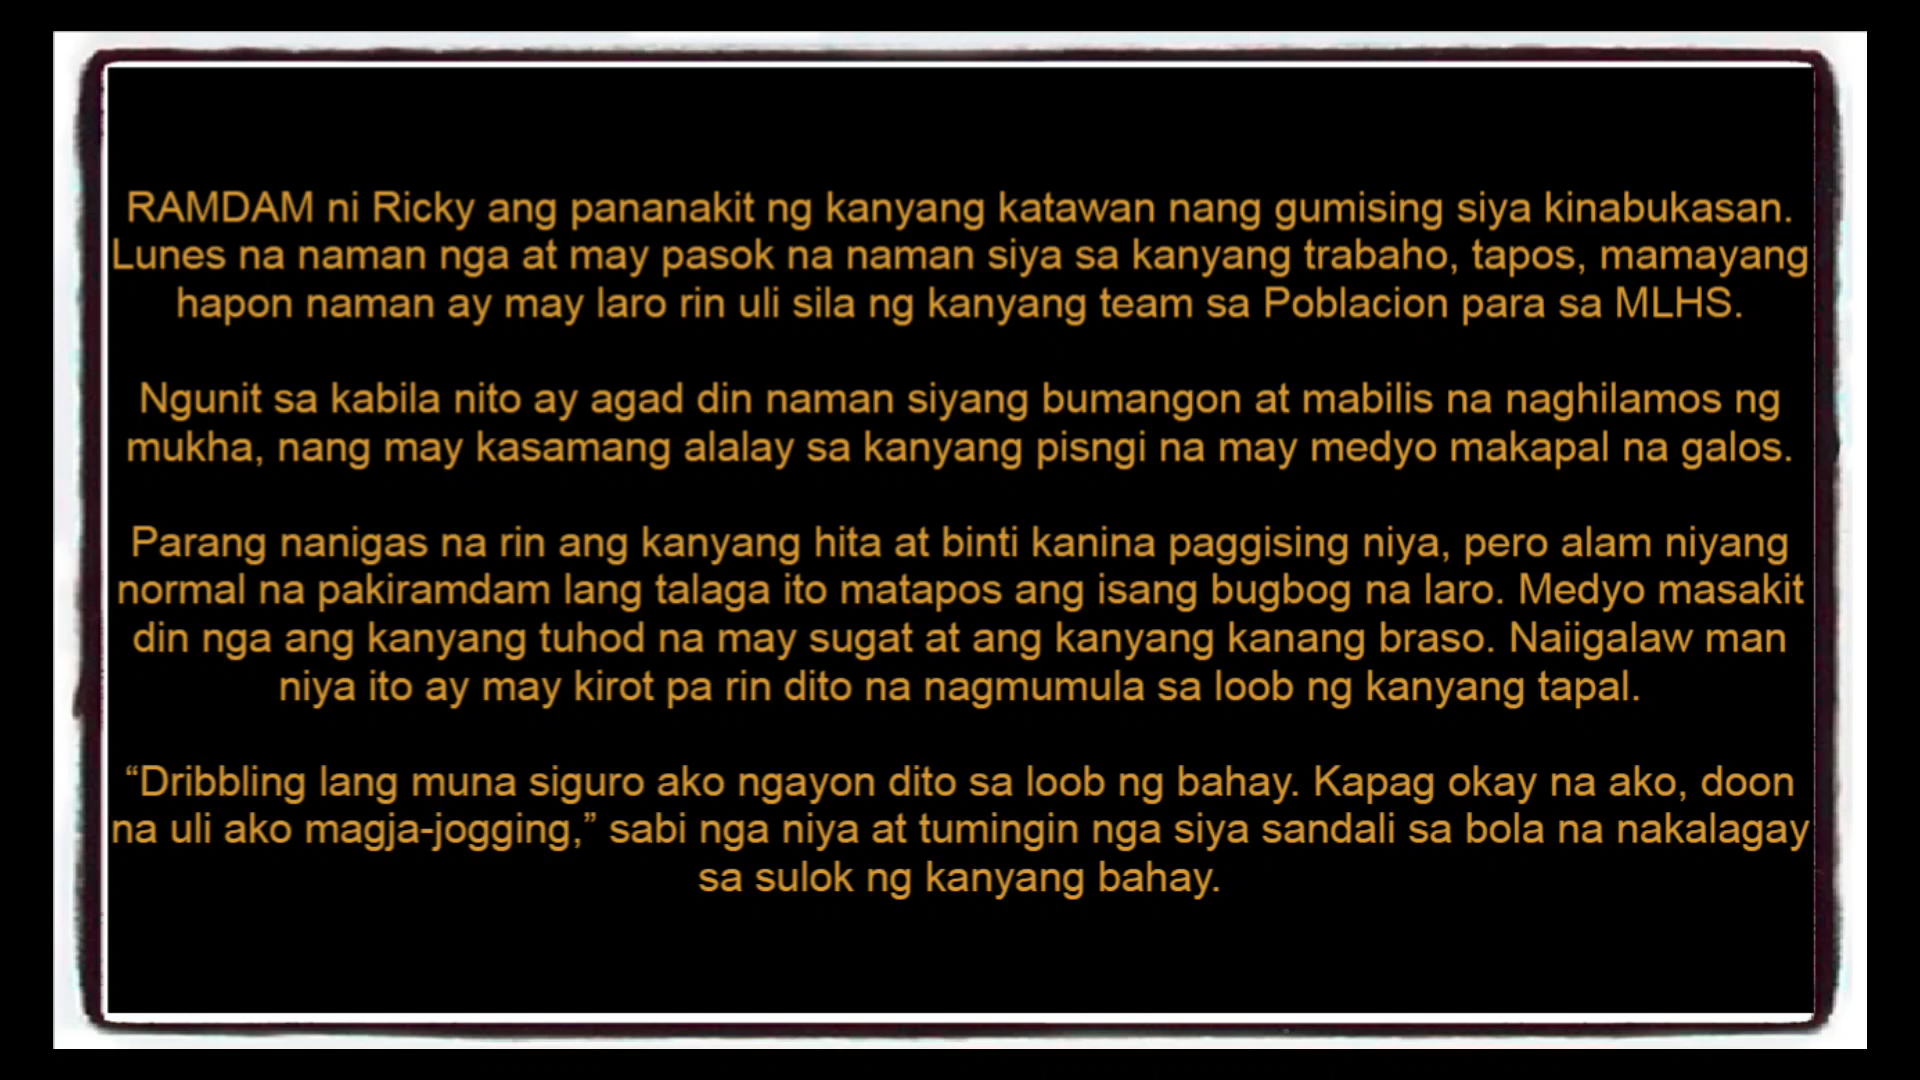 RAMDAM ni Ricky ang pananakit ng kanyang katawan nang gumising siya kinabukasan.
Lunes na naman nga at may pasok na naman siya sa kanyang trabaho, tapos, mamayang
hapon naman ay may laro rin uli sila ng kanyang team sa Poblacion para sa MLHS.
Ngunit sa kabila nito ay agad din naman siyang bumangon at mabilis na naghilamos ng
mukha, nang may kasamang alalay sa kanyang pisngi na may medyo makapal na galos.
Parang nanigas na rin ang kanyang hita at binti kanina paggising niya, pero alam niyang
normal na pakiramdam lang talaga ito matapos ang isang bugbog na laro. Medyo masakit
din nga ang kanyang tuhod na may sugat at ang kanyang kanang braso. Naiigalaw man
niya ito ay may kirot pa rin dito na nagmumula sa loob ng kanyang tapal.
“Dribbling lang muna siguro ako ngayon dito sa loob ng bahay. Kapag okay na ako, doon
na uli ako magja-jogging,” sabi nga niya at tumingin nga siya sandali sa bola na nakalagay
sa sulok ng kanyang bahay.